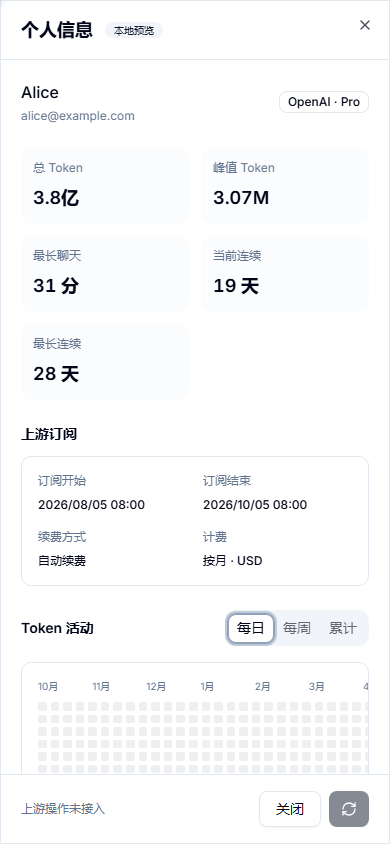 个人信息 本地预览
Alice
alice@example.com
OpenAI · Pro
总 Token
3.8亿
峰值 Token
3.07M
最长聊天
31 分
当前连续
19 天
最长连续
28 天
上游订阅
订阅开始
2026/08/05 08:00
订阅结束
2026/10/05 08:00
续费方式
自动续费
计费
按月 · USD
Token 活动
每日 每周 累计
10月 11月 12月 1月 2月 3月 4
上游操作未接入
关闭